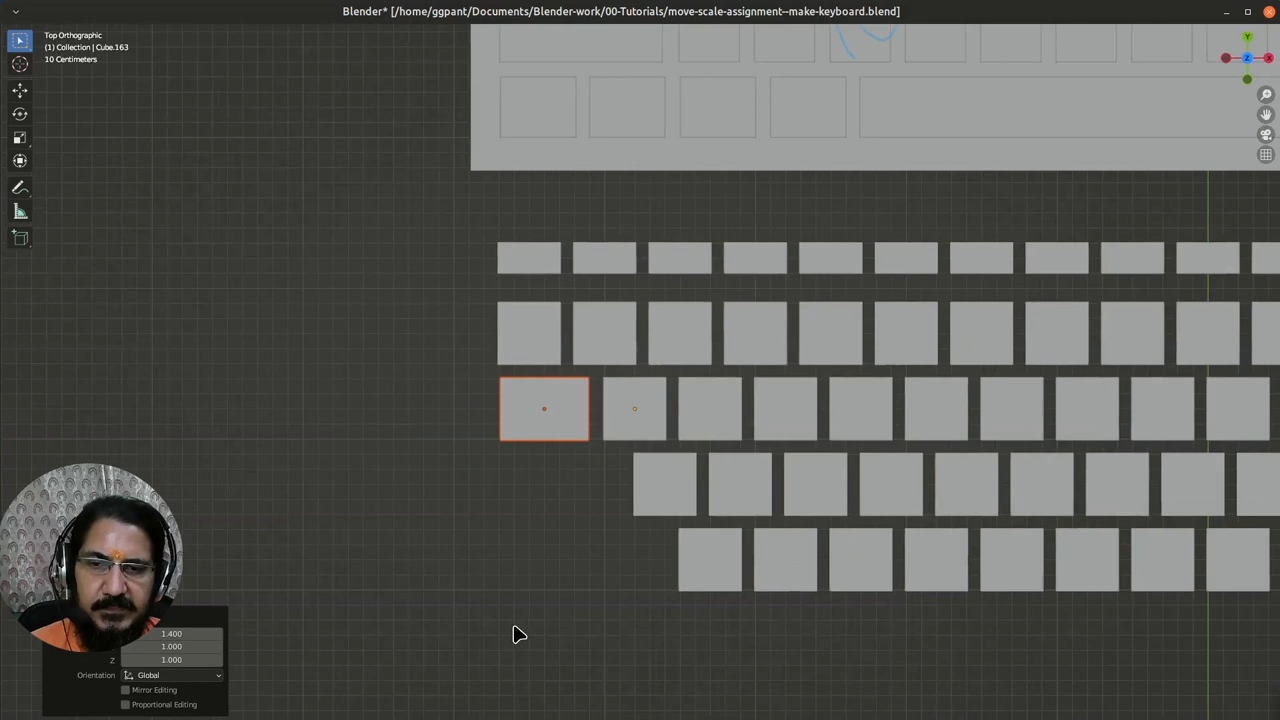 Blender* [/home/ggpant/Documents/Blender-work/00-Tutorials/move-scale-assignment--make-keyboard.blend]
Top Orthographic
(1) Collection | Cube.163
10 Centimeters
Y
Z
X
1.400
1.000
Z 1.000
Orientation Global
Mirror Editing
Proportional Editing